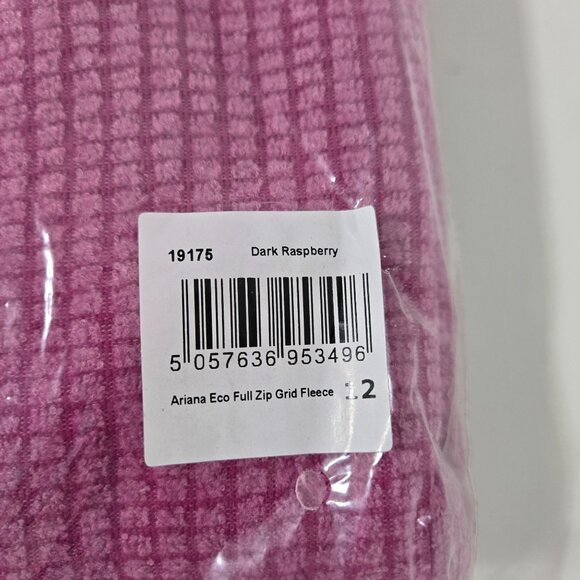 19175 Dark Raspberry
5 057636 953496
Ariana Eco Full Zip Grid Fleece 12